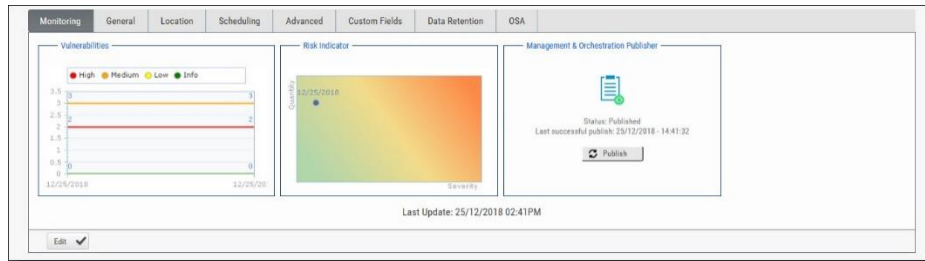 Monitoring General Location Scheduling Advanced Custom Fields Data Retention OSA
Vulnerabilities
High Medium Low Info
3.5
3
2.5
2
1.5
1
0.5
0
3 3
2 2
0 0
12/25/2018 12/25/20
Risk Indicator
Quantity
12/25/2018
Severity
Management & Orchestration Publisher
Status: Published
Last successful publish: 25/12/2018 - 14:41:32
Publish
Last Update: 25/12/2018 02:41PM
Edit